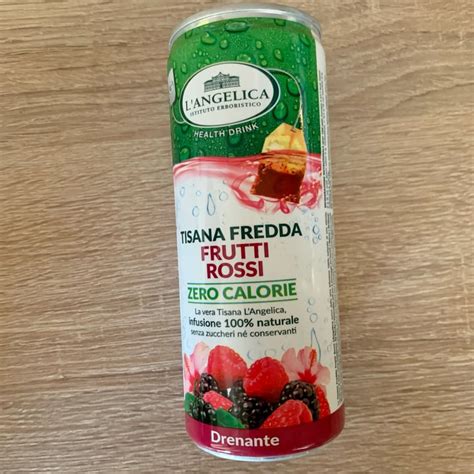 L'ANGELICA
ISTITUTO ERBORISTICO
HEALTH DRINK
TISANA FREDDA
FRUTTI
ROSSI
ZERO CALORIE
La vera Tisana L'Angelica,
infusione 100% naturale
senza zuccheri né conservanti
Drenante